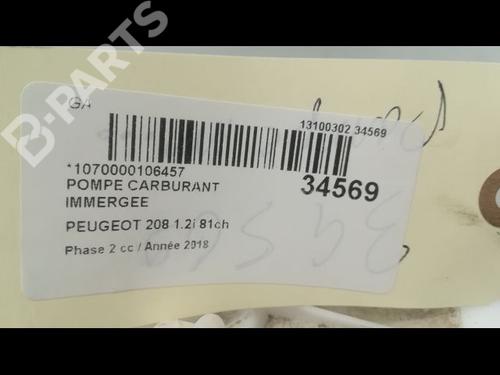 B-PARTS
GA
13100302 34569
*1070000106457
POMPE CARBURANT
IMMERGEE
34569
PEUGEOT 208 1.2i 81ch
Phase 2 cc / Année 2018